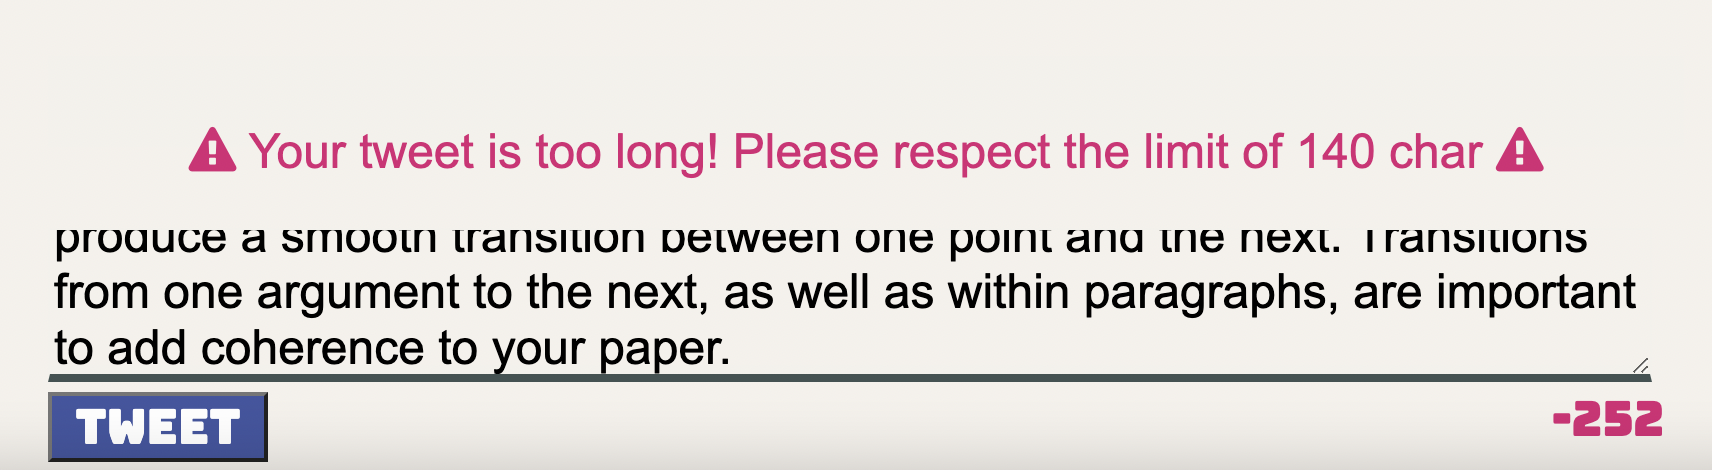 Your tweet is too long! Please respect the limit of 140 char
produce a smooth transition between one point and the next. Transitions
from one argument to the next, as well as within paragraphs, are important
to add coherence to your paper.
TWEET
-252